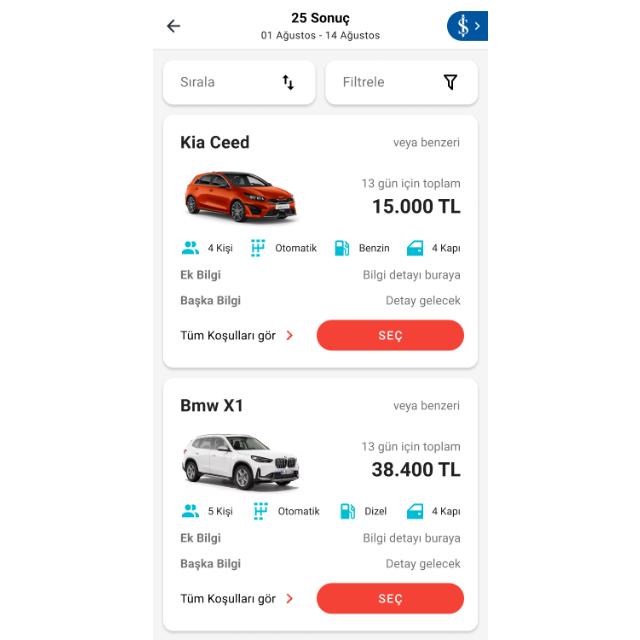 25 Sonuç
01 Ağustos - 14 Ağustos
Sırala
Filtrele
Kia Ceed
veya benzeri
13 gün için toplam
15.000 TL
4 Kişi
Otomatik
Benzin
4 Kapı
Ek Bilgi
Bilgi detayı buraya
Başka Bilgi
Detay gelecek
Tüm Koşulları gör
SEÇ
Bmw X1
veya benzeri
13 gün için toplam
38.400 TL
5 Kişi
Otomatik
Dizel
4 Kapı
Ek Bilgi
Bilgi detayı buraya
Başka Bilgi
Detay gelecek
Tüm Koşulları gör
SEÇ